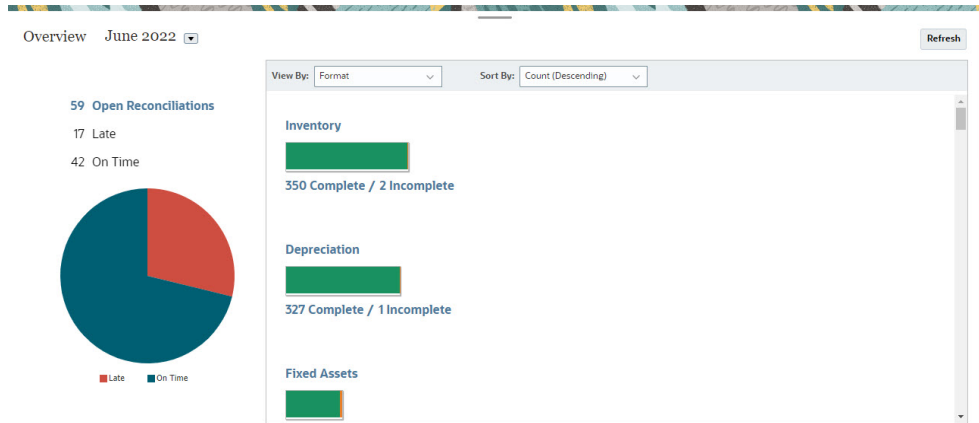 Overview June 2022
Refresh
View By: Format Sort By: Count (Descending)
59 Open Reconciliations
17 Late
42 On Time
Late On Time
Inventory
350 Complete / 2 Incomplete
Depreciation
327 Complete / 1 Incomplete
Fixed Assets